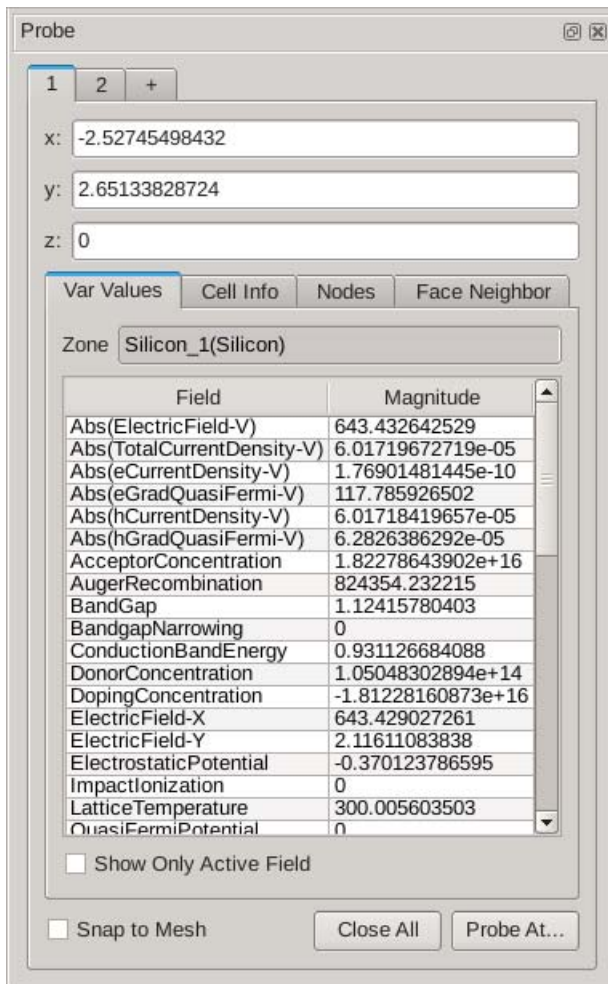 Probe
1 2 +
x: -2.52745498432
y: 2.65133828724
z: 0
Var Values Cell Info Nodes Face Neighbor
Zone Silicon_1(Silicon)
Field Magnitude
Abs(ElectricField-V) 643.432642529
Abs(TotalCurrentDensity-V) 6.01719672719e-05
Abs(eCurrentDensity-V) 1.76901481445e-10
Abs(eGradQuasiFermi-V) 117.785926502
Abs(hCurrentDensity-V) 6.01718419657e-05
Abs(hGradQuasiFermi-V) 6.2826386292e-05
AcceptorConcentration 1.82278643902e+16
AugerRecombination 824354.232215
BandGap 1.12415780403
BandgapNarrowing 0
ConductionBandEnergy 0.931126684088
DonorConcentration 1.05048302894e+14
DopingConcentration -1.81228160873e+16
ElectricField-X 643.429027261
ElectricField-Y 2.11611083838
ElectrostaticPotential -0.370123786595
ImpactIonization 0
LatticeTemperature 300.005603503
QuasiFermiPotential 0
Show Only Active Field
Snap to Mesh Close All Probe At...